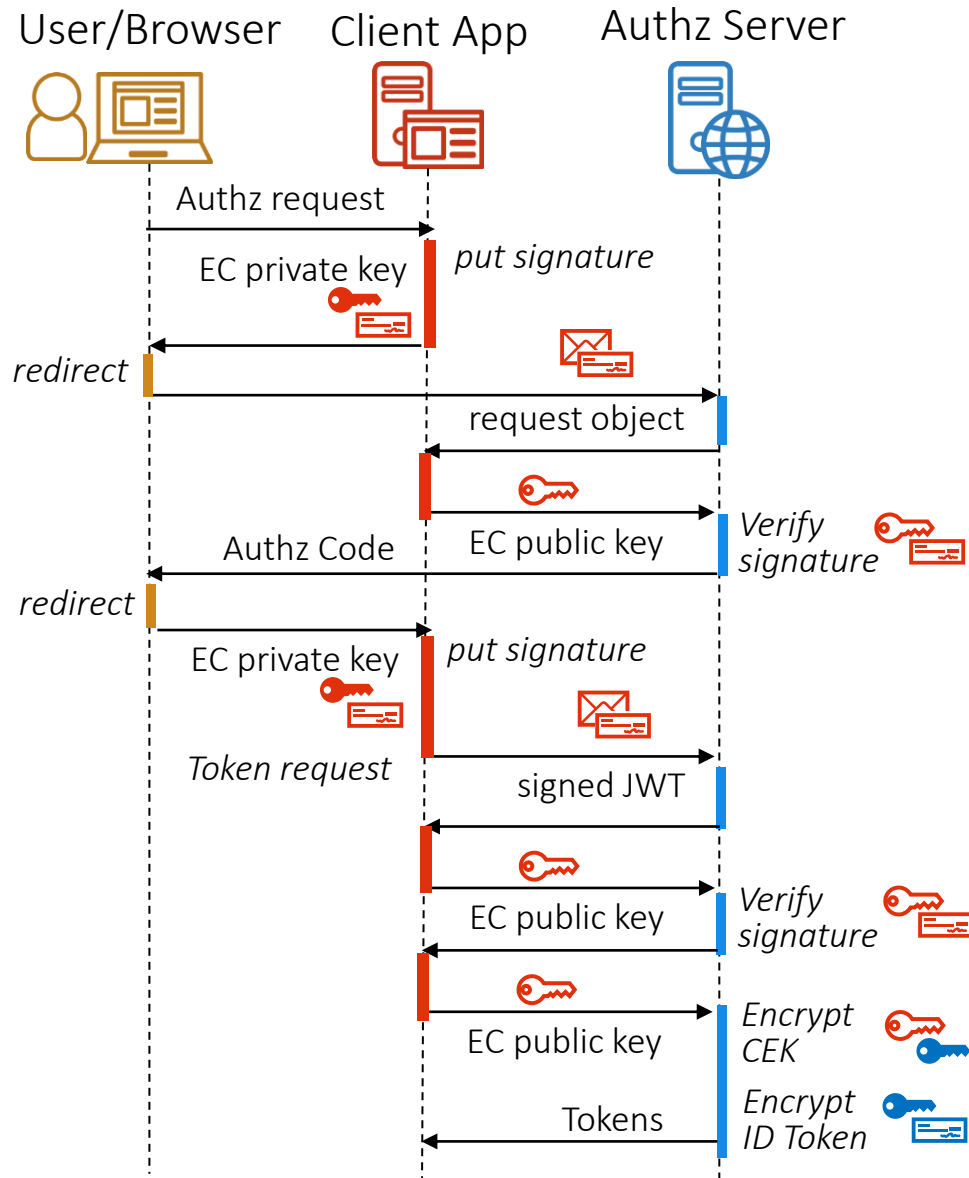 User/Browser
Client App
Authz Server
Authz request
put signature
EC private key
redirect
request object
EC public key
Verify
signature
Authz Code
redirect
EC private key
put signature
Token request
signed JWT
EC public key
Verify
signature
EC public key
Encrypt
CEK
Tokens
Encrypt
ID Token